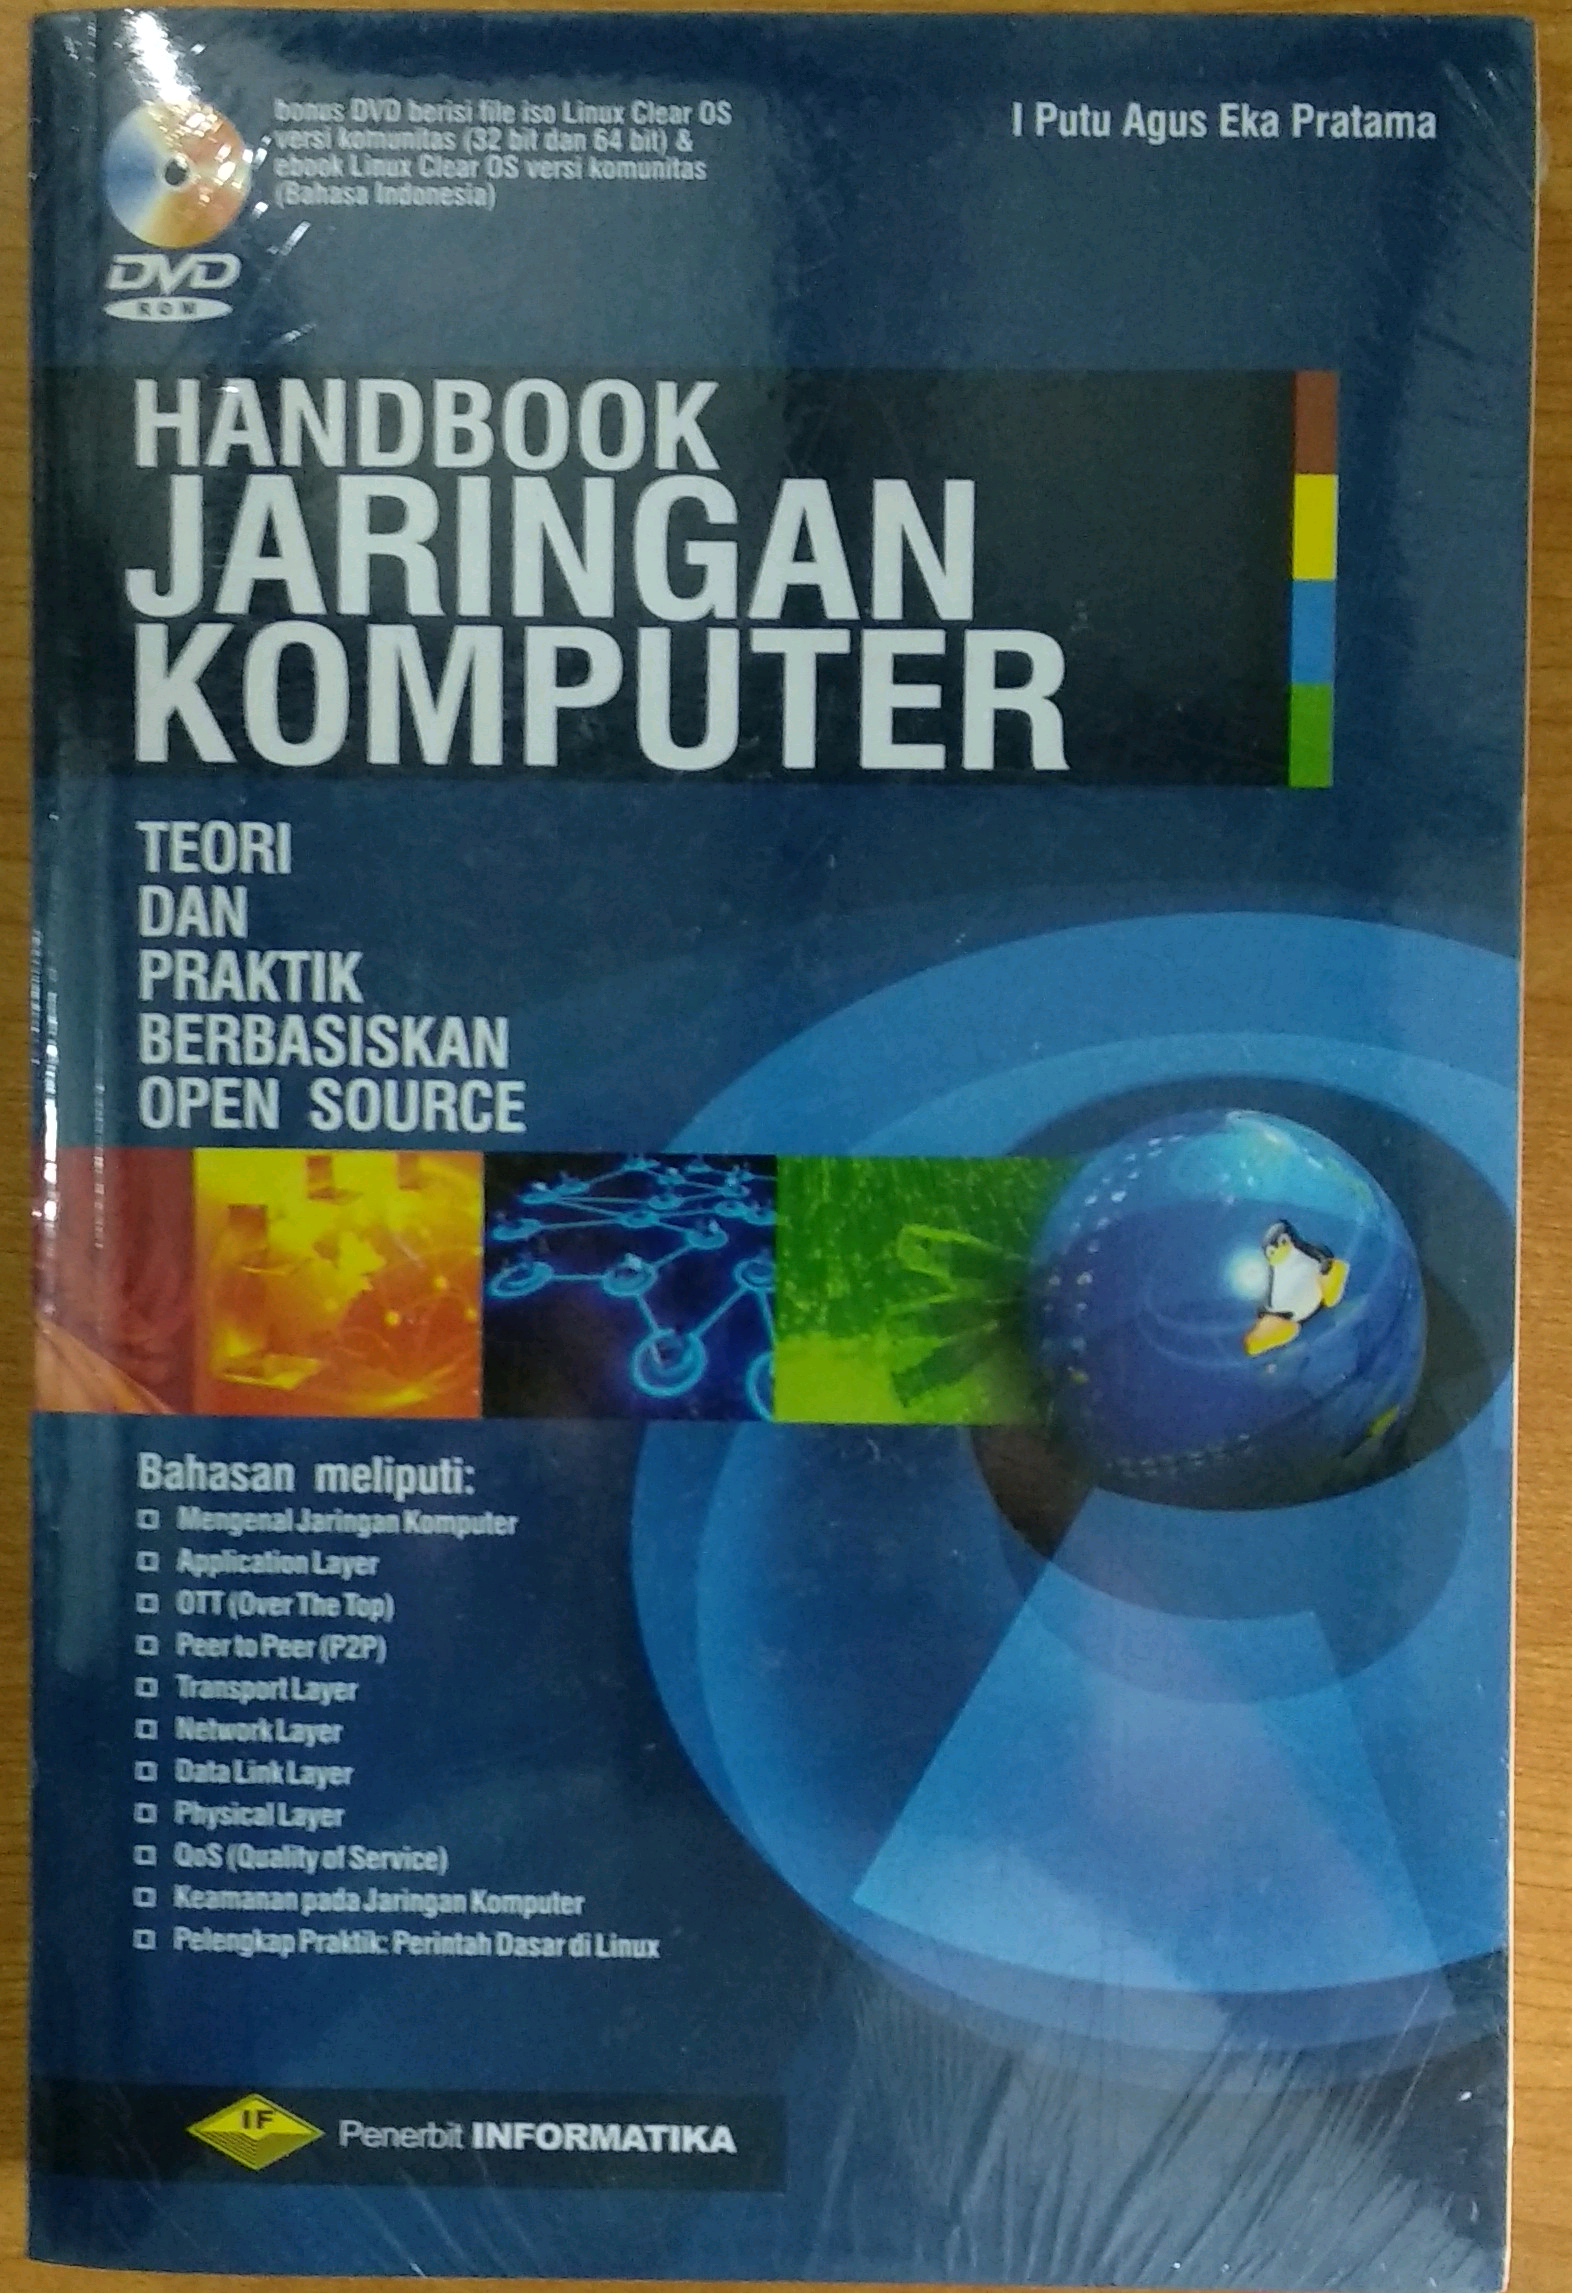 bonus DVD berisi file iso Linux Clear OS
versi komunitas (32 bit dan 64 bit) &
ebook Linux Clear OS versi komunitas
(Bahasa Indonesia)
I Putu Agus Eka Pratama
DVD
ROM
HANDBOOK
JARINGAN
KOMPUTER
TEORI
DAN
PRAKTIK
BERBASISKAN
OPEN SOURCE
Bahasan meliputi:
Mengenal Jaringan Komputer
Application Layer
OTT (Over The Top)
Peer to Peer (P2P)
Transport Layer
Network Layer
Data Link Layer
Physical Layer
QoS (Quality of Service)
Keamanan pada Jaringan Komputer
Pelengkap Praktik: Perintah Dasar di Linux
IF
Penerbit INFORMATIKA